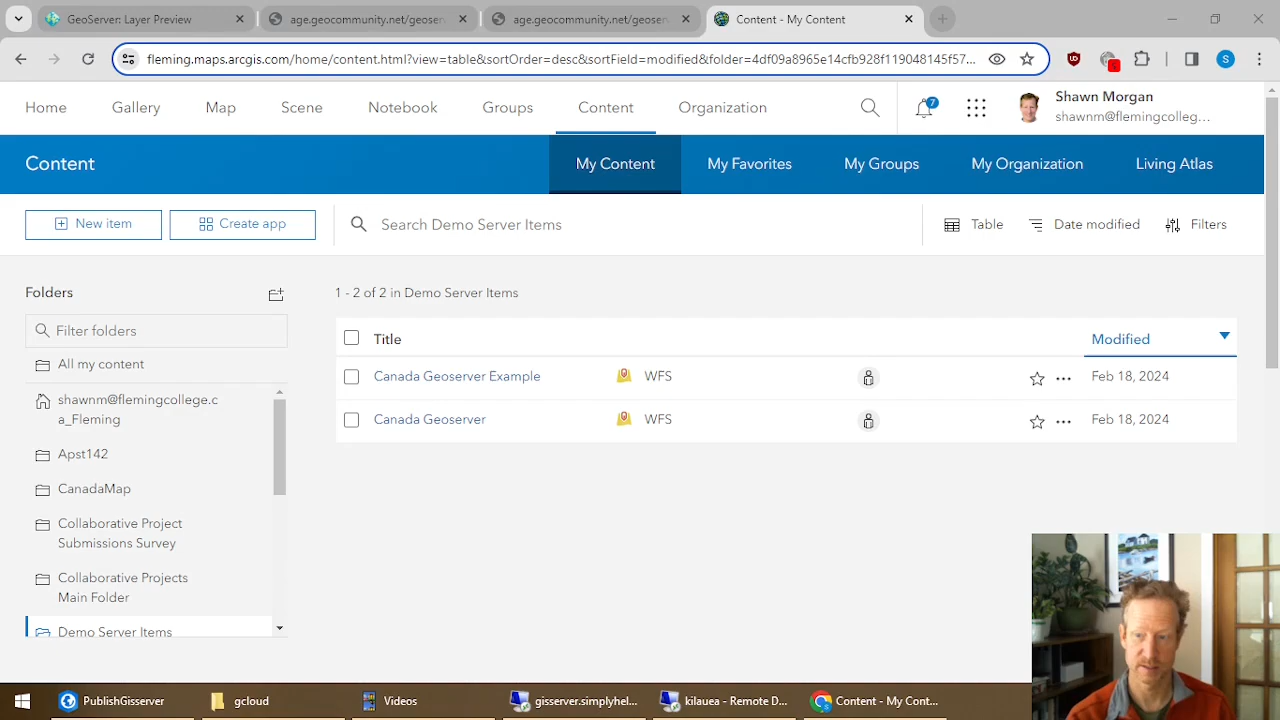 GeoServer: Layer Preview
age.geocommunity.net/geoserv
age.geocommunity.net/geoserv
Content - My Content
fleming.maps.arcgis.com/home/content.html?view=table&sortOrder=desc&sortField=modified&folder=4df09a8965e14cfb928f119048145f57...
S
Home
Gallery
Map
Scene
Notebook
Groups
Content
Organization
7
Shawn Morgan
shawnm@flemingcolleg...
Content
My Content
My Favorites
My Groups
My Organization
Living Atlas
New item
Create app
Search Demo Server Items
Table
Date modified
Filters
Folders
1 - 2 of 2 in Demo Server Items
Filter folders
Title
Modified
All my content
Canada Geoserver Example
WFS
Feb 18, 2024
shawnm@flemingcollege.c
a_Fleming
Canada Geoserver
WFS
Feb 18, 2024
Apst142
CanadaMap
Collaborative Project
Submissions Survey
Collaborative Projects
Main Folder
Demo Server Items
PublishGisserver
gcloud
Videos
gisserver.simplyhel...
kilauea - Remote D...
Content - My Cont...